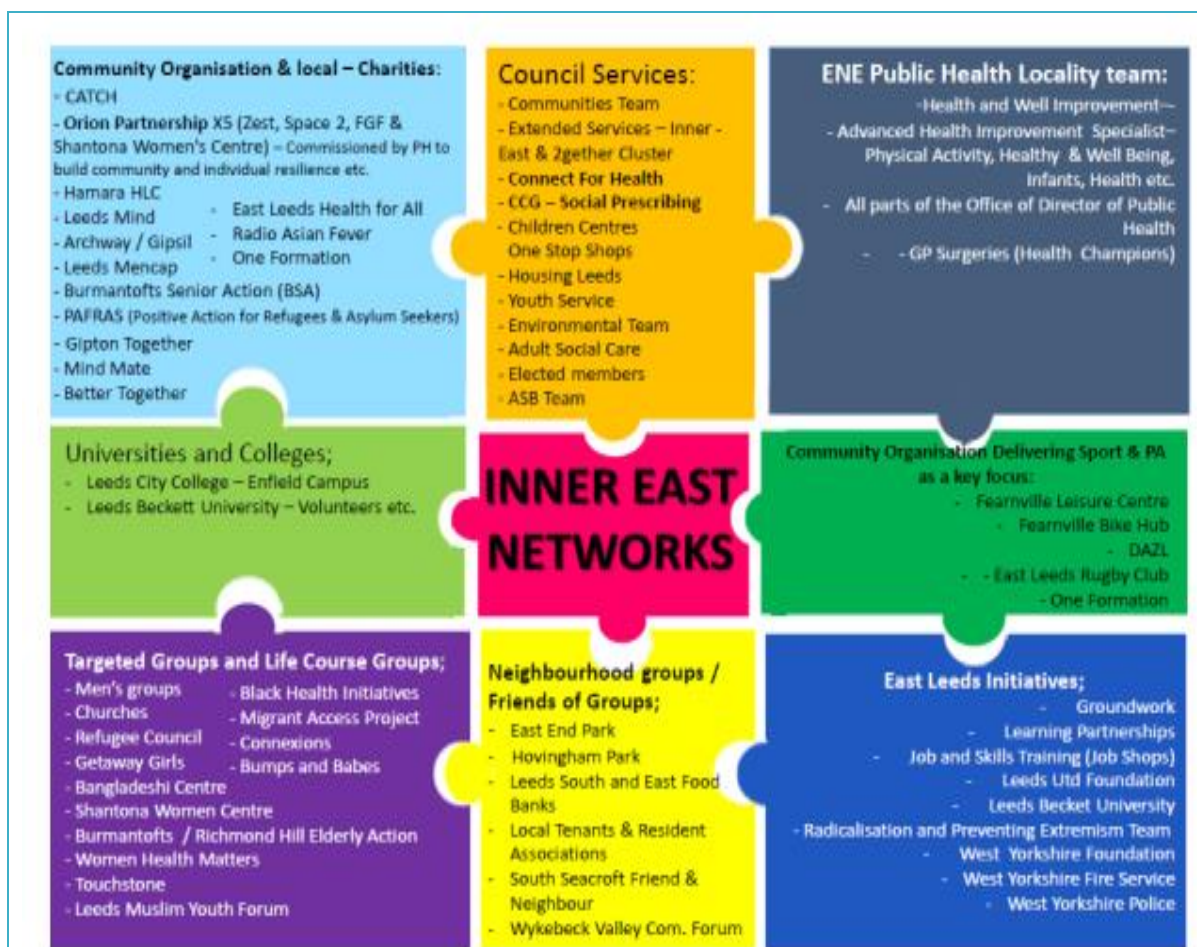 Community Organisation & local – Charities:
- CATCH
- Orion Partnership X5 (Zest, Space 2, FGF &
Shantona Women's Centre) – Commissioned by PH to
build community and individual resilience etc.
- Hamara HLC
- Leeds Mind
- Archway / Gipsil
- Leeds Mencap
- East Leeds Health for All
- Radio Asian Fever
- One Formation
- Burmantofts Senior Action (BSA)
- PAFRAS (Positive Action for Refugees & Asylum Seekers)
- Gipton Together
- Mind Mate
- Better Together
Council Services:
- Communities Team
- Extended Services – Inner -
East & 2gether Cluster
- Connect For Health
- CCG – Social Prescribing
- Children Centres
One Stop Shops
- Housing Leeds
- Youth Service
- Environmental Team
- Adult Social Care
- Elected members
- ASB Team
ENE Public Health Locality team:
-Health and Well Improvement–-
- Advanced Health Improvement Specialist–
Physical Activity, Healthy & Well Being,
Infants, Health etc.
- All parts of the Office of Director of Public
Health
- - GP Surgeries (Health Champions)
Universities and Colleges;
- Leeds City College – Enfield Campus
- Leeds Beckett University – Volunteers etc.
INNER EAST
NETWORKS
Community Organisation Delivering Sport & PA
as a key focus:
- Fearnville Leisure Centre
- Fearnville Bike Hub
- DAZL
- - East Leeds Rugby Club
- One Formation
Targeted Groups and Life Course Groups;
- Men's groups
- Churches
- Refugee Council
- Getaway Girls
- Black Health Initiatives
- Migrant Access Project
- Connexions
- Bumps and Babes
- Bangladeshi Centre
- Shantona Women Centre
- Burmantofts / Richmond Hill Elderly Action
- Women Health Matters
- Touchstone
- Leeds Muslim Youth Forum
Neighbourhood groups /
Friends of Groups;
- East End Park
- Hovingham Park
- Leeds South and East Food
Banks
- Local Tenants & Resident
Associations
- South Seacroft Friend &
Neighbour
- Wykebeck Valley Com. Forum
East Leeds Initiatives;
- Groundwork
- Learning Partnerships
- Job and Skills Training (Job Shops)
- Leeds Utd Foundation
- Leeds Becket University
- Radicalisation and Preventing Extremism Team
- West Yorkshire Foundation
- West Yorkshire Fire Service
- West Yorkshire Police